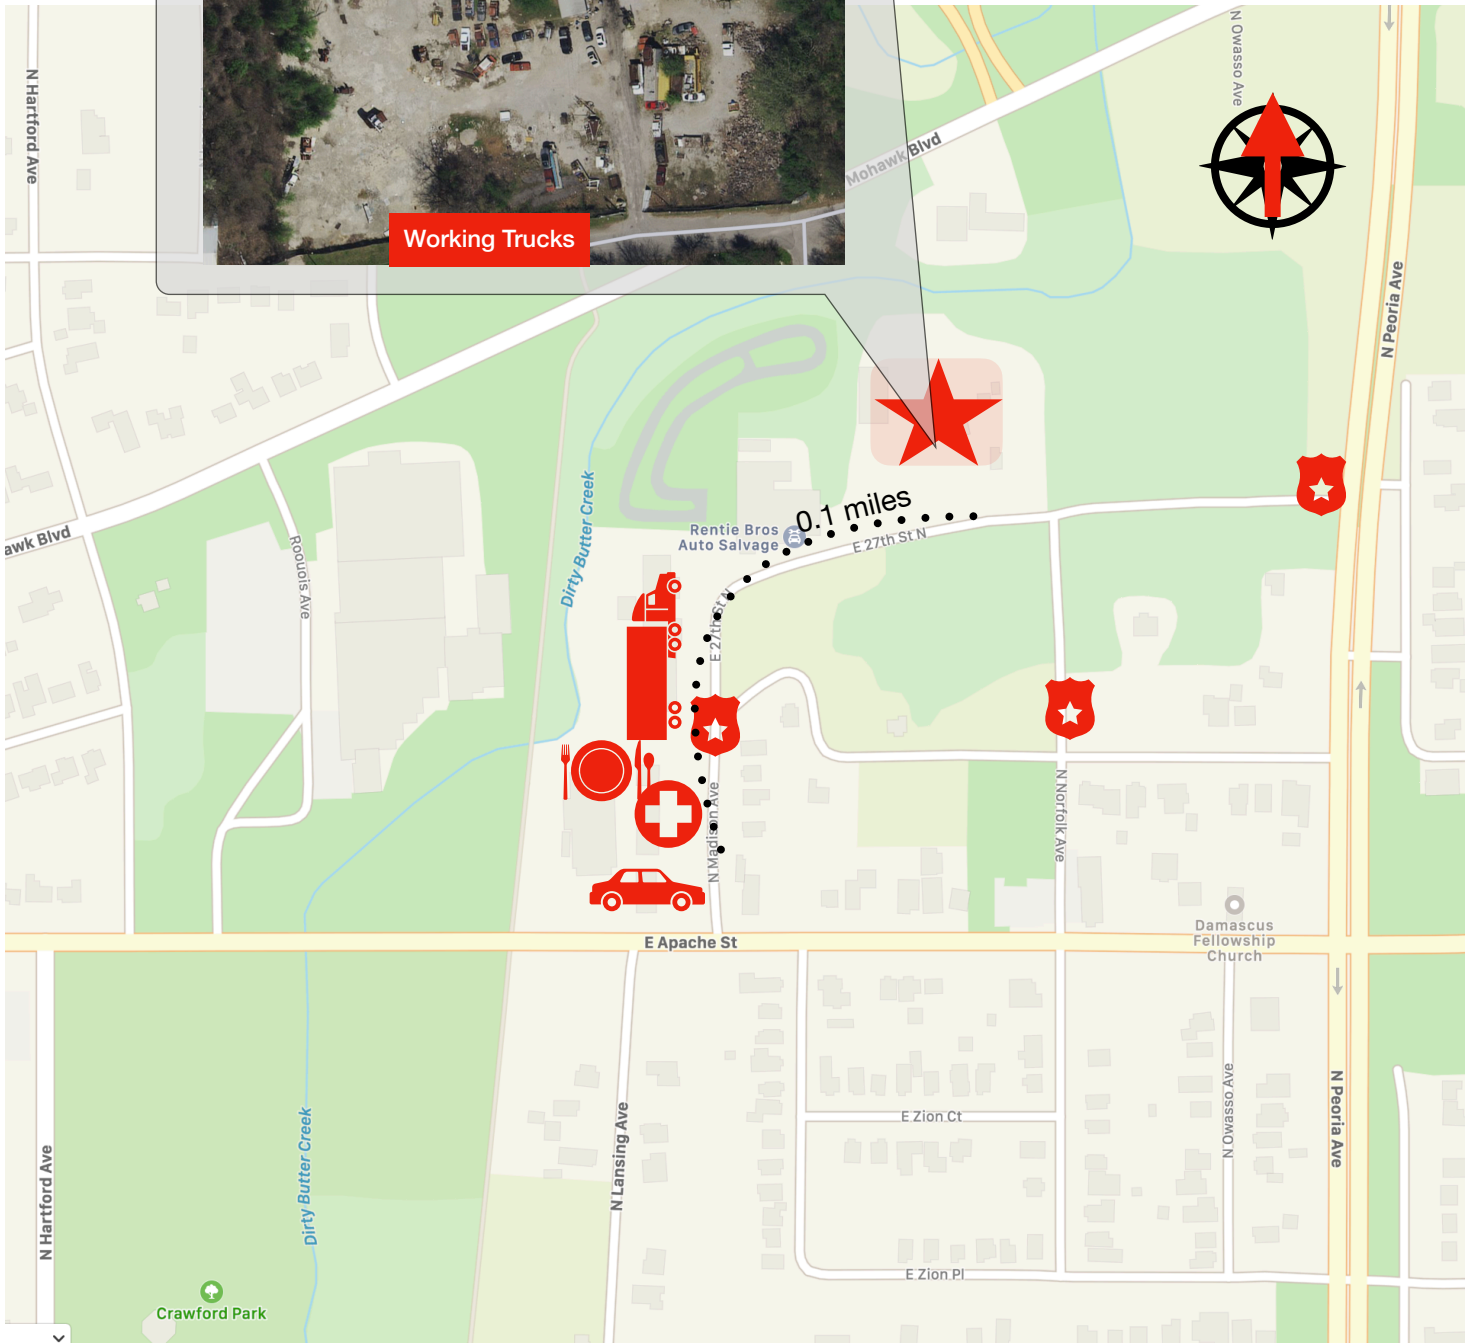 N Owasso Ave
N Hartford Ave
Mohawk Blvd
Working Trucks
N Peoria Ave
Dirty Butter Creek
0.1 miles
Rentie Bros
Auto Salvage
E 27th St N
awk Blvd
Roquois Ave
E 27th St N
N Madison Ave
N Norfolk Ave
Damascus
Fellowship
Church
E Apache St
N Peoria Ave
N Owasso Ave
E Zion Ct
N Lansing Ave
Dirty Butter Creek
N Hartford Ave
E Zion Pl
Crawford Park